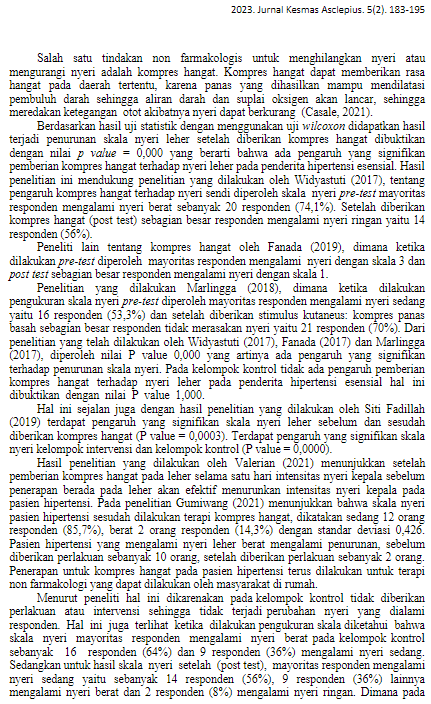 2023. Jurnal Kesmas Asclepius. 5(2). 183-195
Salah satu tindakan non farmakologis untuk menghilangkan nyeri atau
mengurangi nyeri adalah kompres hangat. Kompres hangat dapat memberikan rasa
hangat pada daerah tertentu, karena panas yang dihasilkan mampu mendilatasi
pembuluh darah sehingga aliran darah dan suplai oksigen akan lancar, sehingga
meredakan ketegangan otot akibatnya nyeri dapat berkurang (Casale, 2021).
Berdasarkan hasil uji statistik dengan menggunakan uji wilcoxon didapatkan hasil
terjadi penurunan skala nyeri leher setelah diberikan kompres hangat dibuktikan
dengan nilai p value = 0,000 yang berarti bahwa ada pengaruh yang signifikan
pemberian kompres hangat terhadap nyeri leher pada penderita hipertensi esensial. Hasil
penelitian ini mendukung penelitian yang dilakukan oleh Widyastuti (2017), tentang
pengaruh kompres hangat terhadap nyeri sendi diperoleh skala nyeri pre-test mayoritas
responden mengalami nyeri berat sebanyak 20 responden (74,1%). Setelah diberikan
kompres hangat (post test) sebagian besar responden mengalami nyeri ringan yaitu 14
responden (56%).
Peneliti lain tentang kompres hangat oleh Fanada (2019), dimana ketika
dilakukan pre-test diperoleh mayoritas responden mengalami nyeri dengan skala 3 dan
post test sebagian besar responden mengalami nyeri dengan skala 1.
Penelitian yang dilakukan Marlingga (2018), dimana ketika dilakukan
pengukuran skala nyeri pre-test diperoleh mayoritas responden mengalami nyeri sedang
yaitu 16 responden (53,3%) dan setelah diberikan stimulus kutaneus: kompres panas
basah sebagian besar responden tidak merasakan nyeri yaitu 21 responden (70%). Dari
penelitian yang telah dilakukan oleh Widyastuti (2017), Fanada (2017) dan Marlingga
(2017), diperoleh nilai P value 0,000 yang artinya ada pengaruh yang signifikan
terhadap penurunan skala nyeri. Pada kelompok kontrol tidak ada pengaruh pemberian
kompres hangat terhadap nyeri leher pada penderita hipertensi esensial hal ini
dibuktikan dengan nilai P value 1,000.
Hal ini sejalan juga dengan hasil penelitian yang dilakukan oleh Siti Fadillah
(2019) terdapat pengaruh yang signifikan skala nyeri leher sebelum dan sesudah
diberikan kompres hangat (P value = 0,0003). Terdapat pengaruh yang signifikan skala
nyeri kelompok intervensi dan kelompok kontrol (P value = 0,0000).
Hasil penelitian yang dilakukan oleh Valerian (2021) menunjukkan setelah
pemberian kompres hangat pada leher selama satu hari intensitas nyeri kepala sebelum
penerapan berada pada leher akan efektif menurunkan intensitas nyeri kepala pada
pasien hipertensi. Pada penelitian Gumiwang (2021) menunjukkan bahwa skala nyeri
pasien hipertensi sesudah dilakukan terapi kompres hangat, dikatakan sedang 12 orang
responden (85,7%), berat 2 orang responden (14,3%) dengan standar deviasi 0,426.
Pasien hipertensi yang mengalami nyeri leher berat mengalami penurunan, sebelum
diberikan perlakuan sebanyak 10 orang, setelah diberikan perlakuan sebanyak 2 orang.
Penerapan untuk kompres hangat pada pasien hipertensi terus dilakukan untuk terapi
non farmakologi yang dapat dilakukan oleh masyarakat di rumah.
Menurut peneliti hal ini dikarenakan pada kelompok kontrol tidak diberikan
perlakuan atau intervensi sehingga tidak terjadi perubahan nyeri yang dialami
responden. Hal ini juga terlihat ketika dilakukan pengukuran skala diketahui bahwa
skala nyeri mayoritas responden mengalami nyeri berat pada kelompok kontrol
sebanyak 16 responden (64%) dan 9 responden (36%) mengalami nyeri sedang.
Sedangkan untuk hasil skala nyeri setelah (post test), mayoritas responden mengalami
nyeri sedang yaitu sebanyak 14 responden (56%), 9 responden (36%) lainnya
mengalami nyeri berat dan 2 responden (8%) mengalami nyeri ringan. Dimana pada